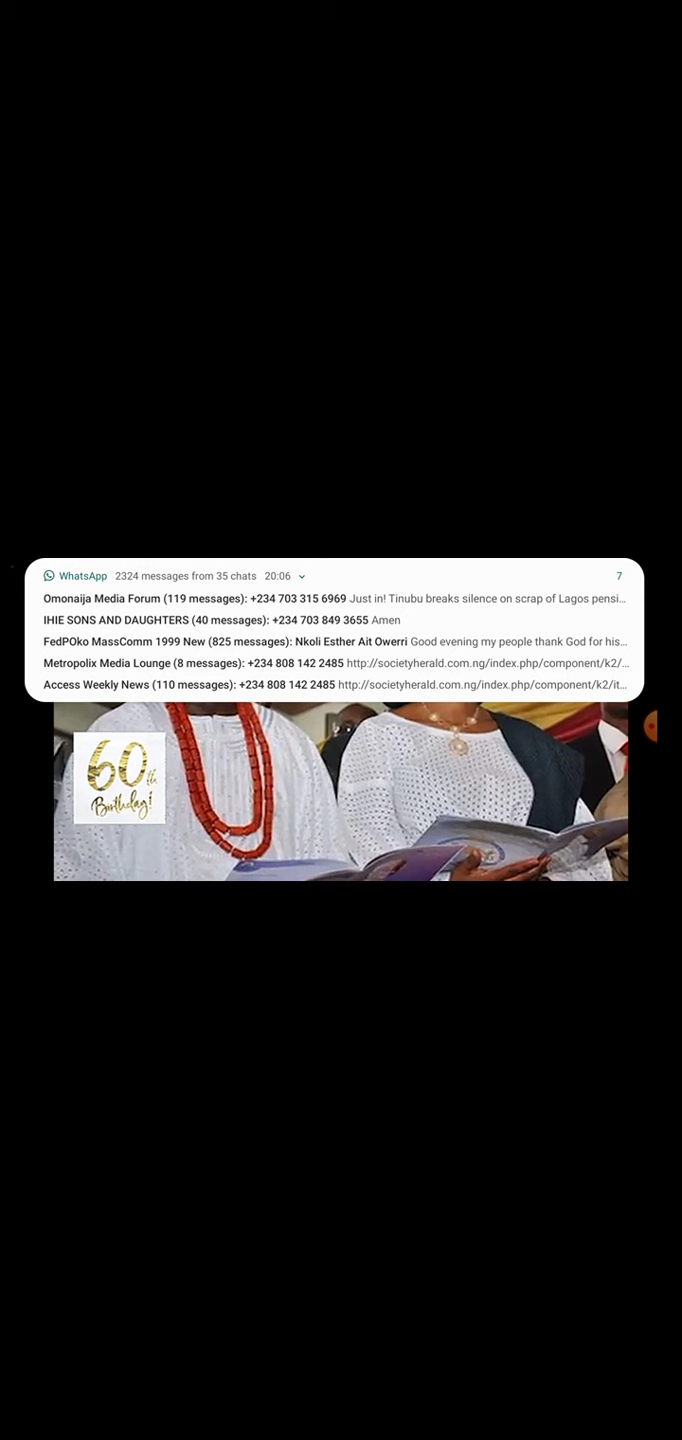 WhatsApp 2324 messages from 35 chats 20:06 7
Omonaija Media Forum (119 messages): +234 703 315 6969 Just in! Tinubu breaks silence on scrap of Lagos pensi...
IHIE SONS AND DAUGHTERS (40 messages): +234 703 849 3655 Amen
FedPOko MassComm 1999 New (825 messages): Nkoli Esther Ait Owerri Good evening my people thank God for his...
Metropolix Media Lounge (8 messages): +234 808 142 2485 http://societyherald.com.ng/index.php/component/k2/...
Access Weekly News (110 messages): +234 808 142 2485 http://societyherald.com.ng/index.php/component/k2/it...
60th
Birthday!